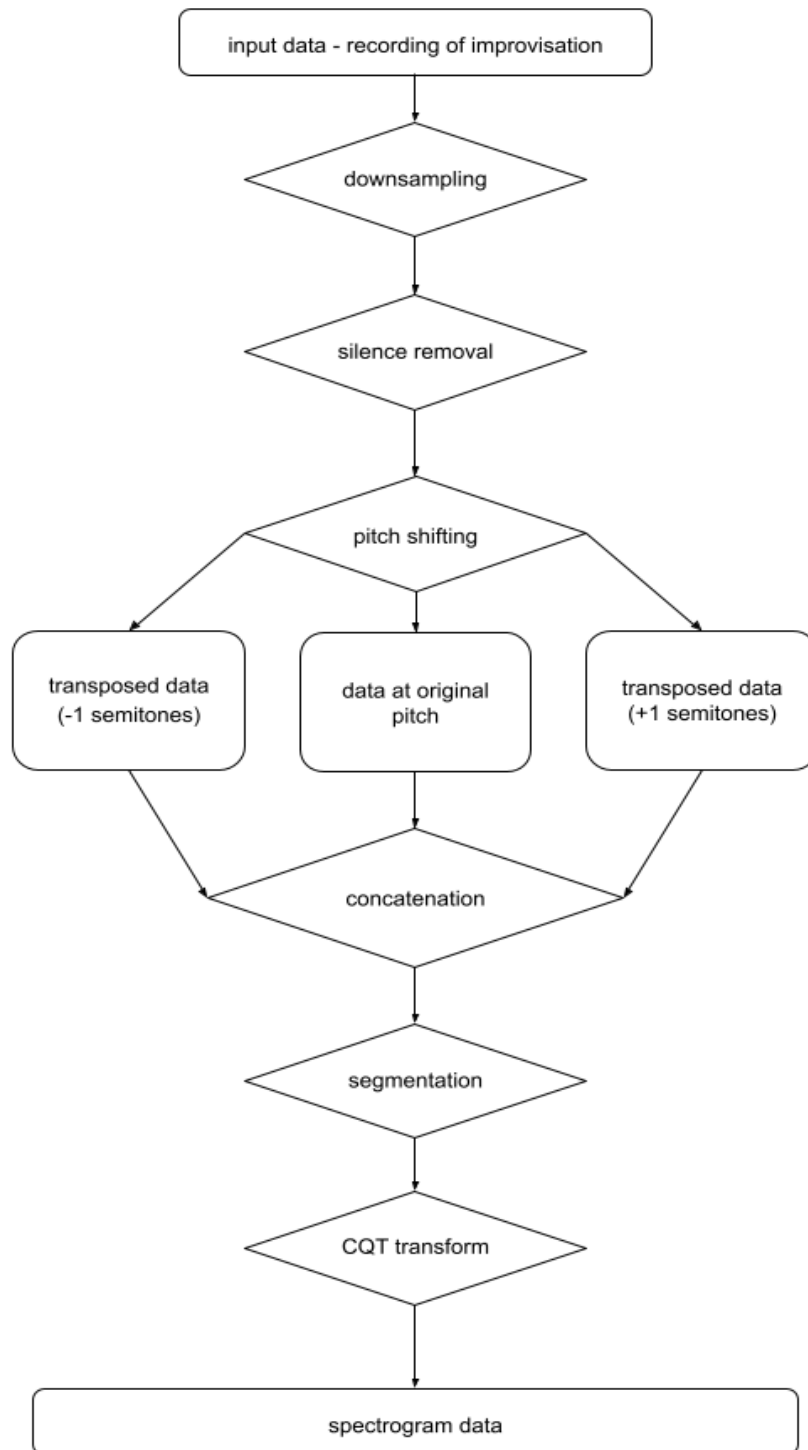 input data - recording of improvisation
downsampling
silence removal
pitch shifting
transposed data
(-1 semitones)
data at original
pitch
transposed data
(+1 semitones)
concatenation
segmentation
CQT transform
spectrogram data